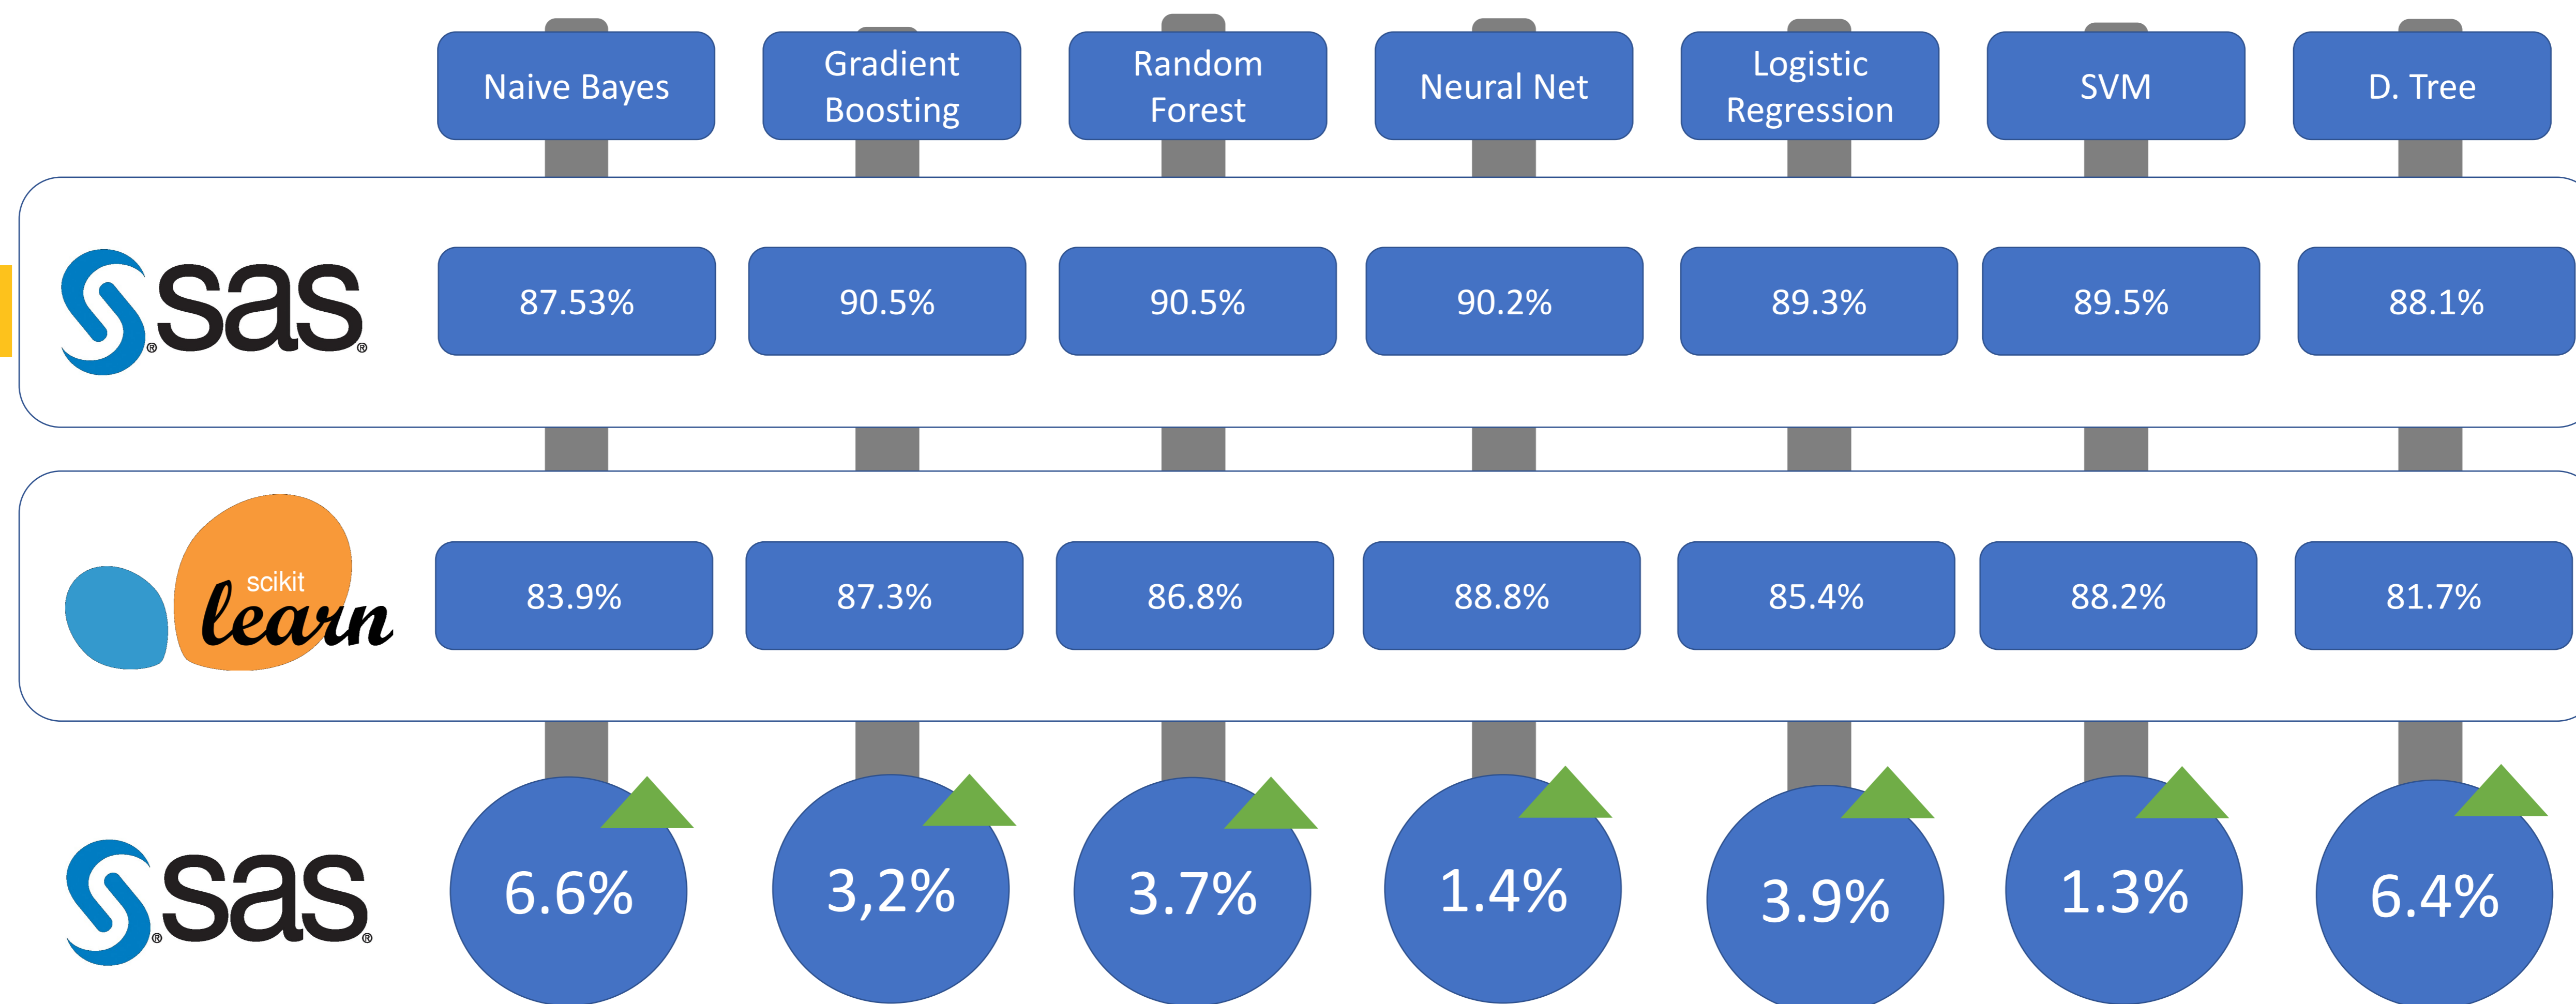 Naive Bayes
Gradient
Boosting
Random
Forest
Neural Net
Logistic
Regression
SVM
D. Tree
sas
87.53%
90.5%
90.5%
90.2%
89.3%
89.5%
88.1%
scikit
learn
83.9%
87.3%
86.8%
88.8%
85.4%
88.2%
81.7%
sas
6.6%
3,2%
3.7%
1.4%
3.9%
1.3%
6.4%